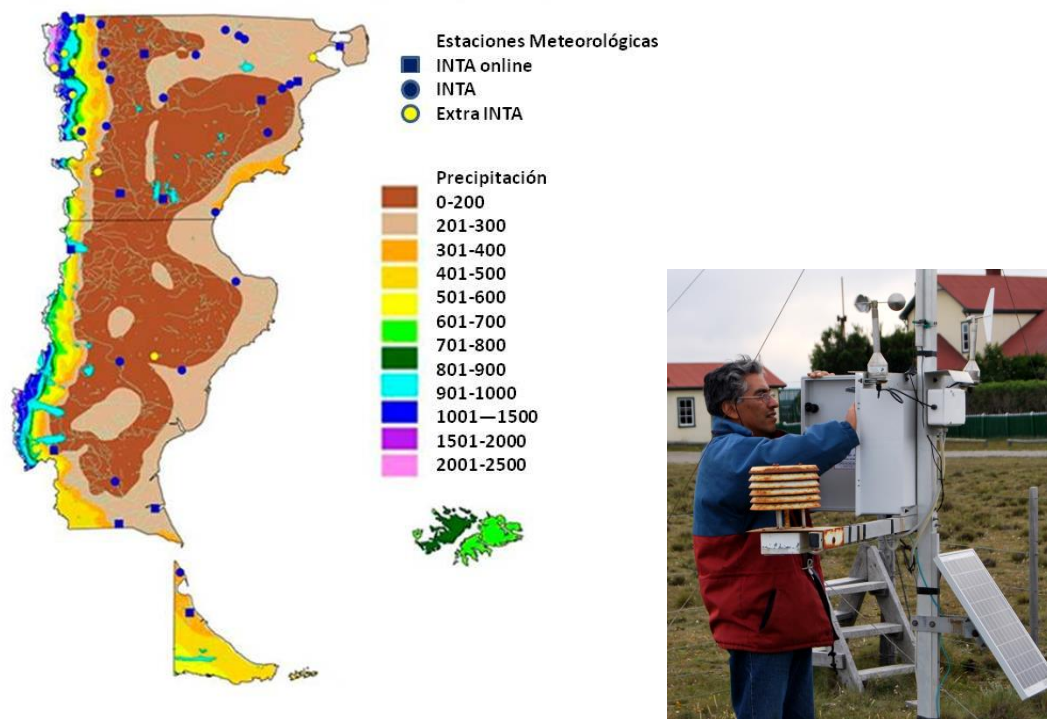 Estaciones Meteorológicas
INTA online
INTA
Extra INTA
Precipitación
0-200
201-300
301-400
401-500
501-600
601-700
701-800
801-900
901-1000
1001—1500
1501-2000
2001-2500